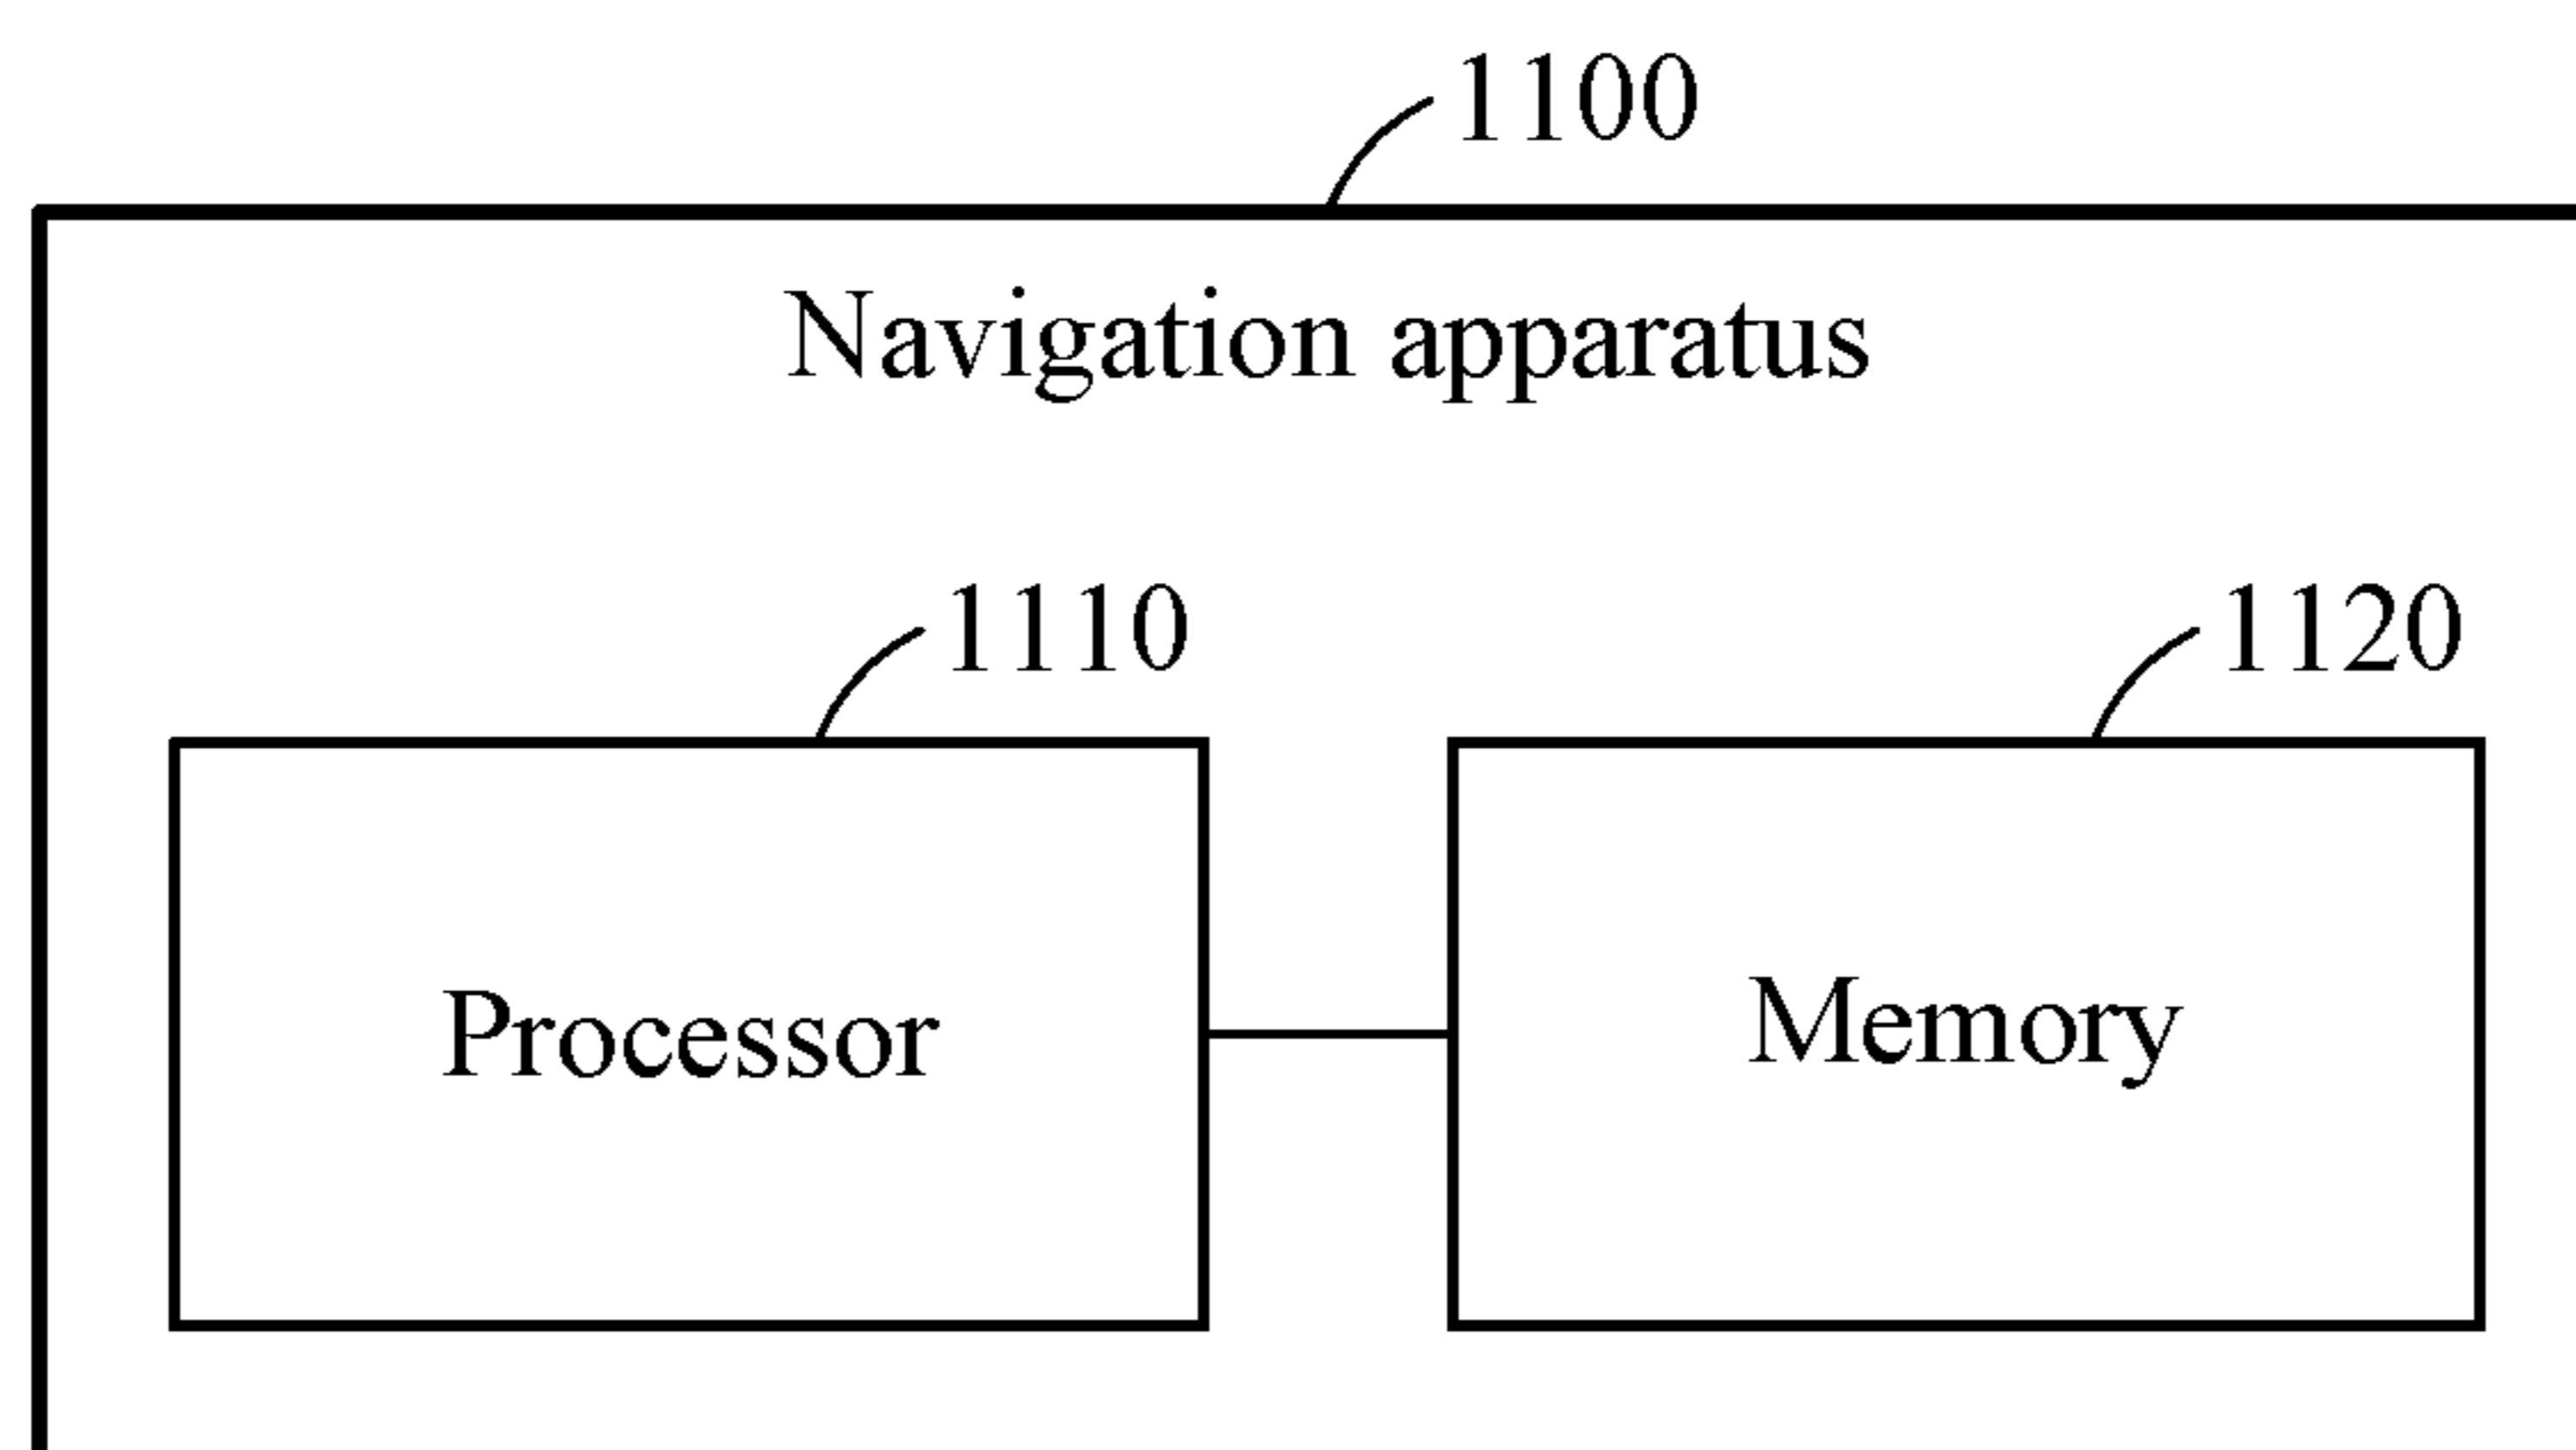 1100
Navigation apparatus
1110
1120
Processor
Memory